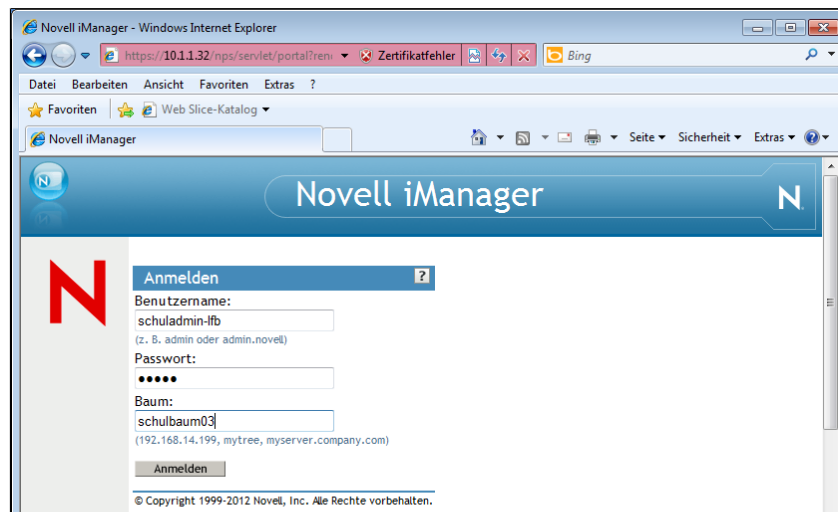 Novell iManager - Windows Internet Explorer
https://10.1.1.32/nps/servlet/portal?ren Zertifikatfehler Bing
Datei Bearbeiten Ansicht Favoriten Extras ?
Favoriten Web Slice-Katalog
Novell iManager Seite Sicherheit Extras
N Novell iManager N
N
Anmelden ?
Benutzername:
schuladmin-lfb
(z. B. admin oder admin.novell)
Passwort:
•••••
Baum:
schulbaum03
(192.168.14.199, mytree, myserver.company.com)
Anmelden
© Copyright 1999-2012 Novell, Inc. Alle Rechte vorbehalten.